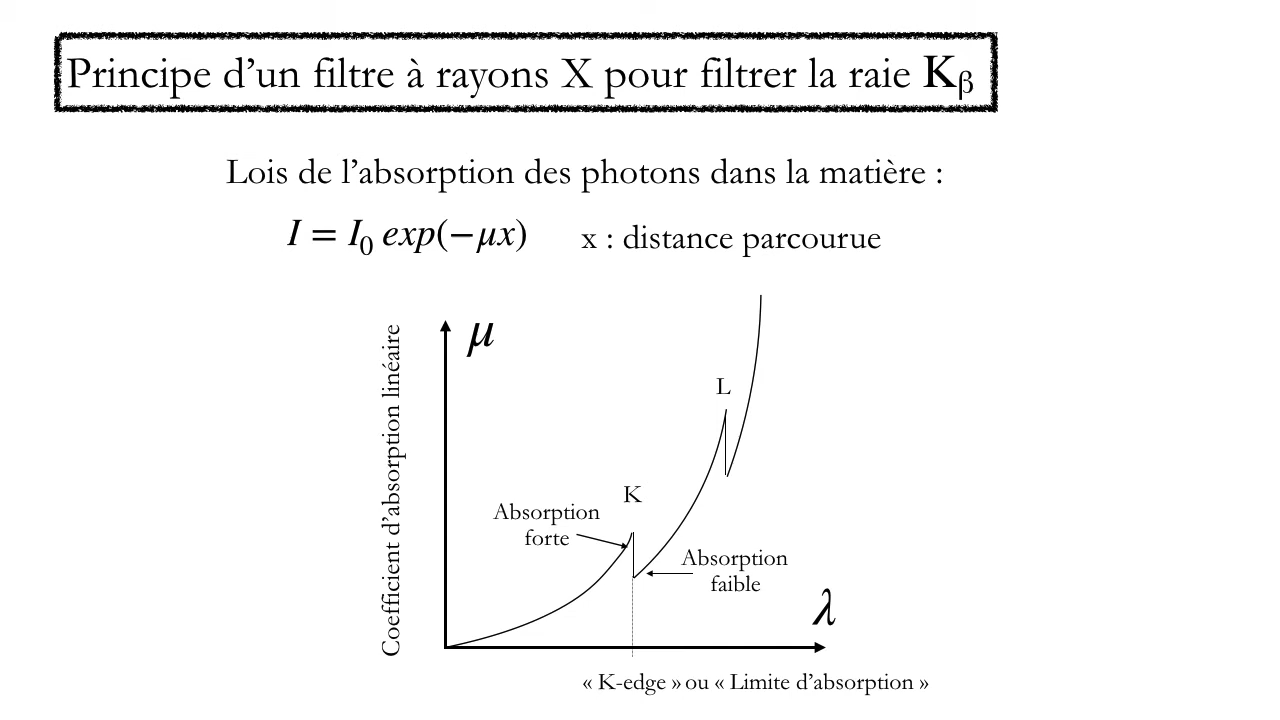 Principe d’un filtre à rayons X pour filtrer la raie Kβ
Lois de l’absorption des photons dans la matière :
I = I₀ exp(−μx) x : distance parcourue
Coefficient d’absorption linéaire
μ
L
K
Absorption
forte
Absorption
faible
λ
« K-edge » ou « Limite d’absorption »